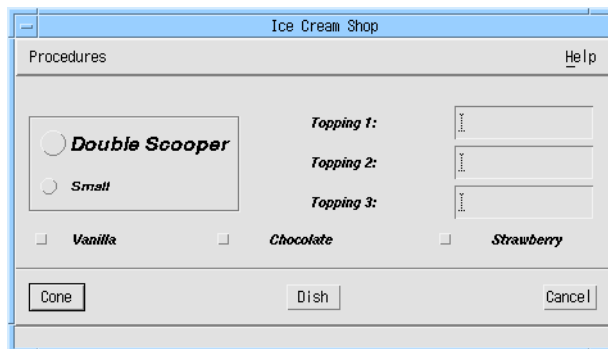 Ice Cream Shop
Procedures Help
Double Scooper
Small
Topping 1:
Topping 2:
Topping 3:
Vanilla Chocolate Strawberry
Cone Dish Cancel